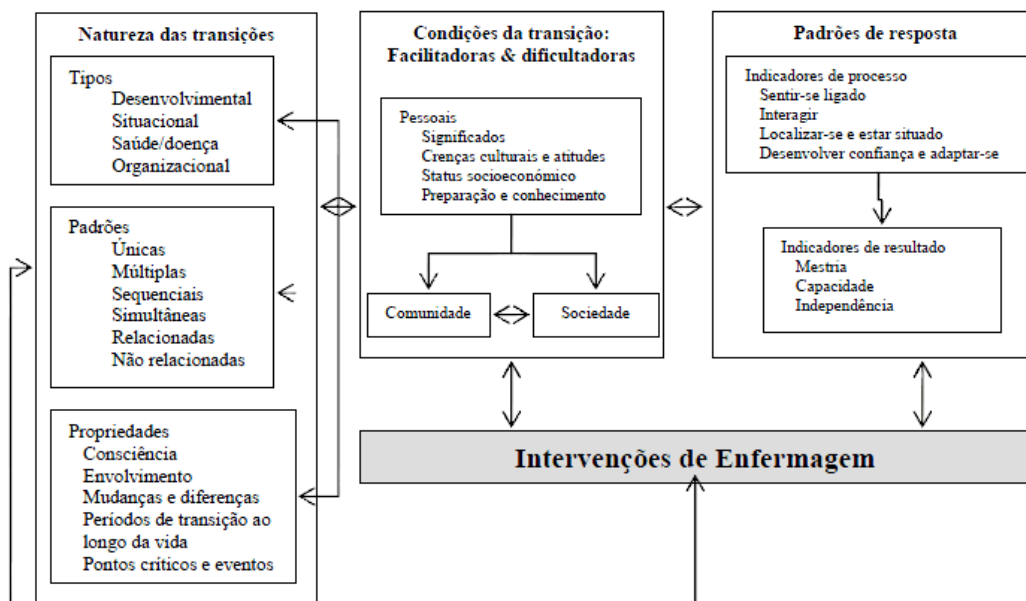 Natureza das transições
Tipos
Desenvolvimental
Situacional
Saúde/doença
Organizacional
Padrões
Únicas
Múltiplas
Sequenciais
Simultâneas
Relacionadas
Não relacionadas
Propriedades
Consciência
Envolvimento
Mudanças e diferenças
Períodos de transição ao
longo da vida
Pontos críticos e eventos
Condições da transição:
Facilitadoras & dificultadoras
Pessoais
Significados
Crenças culturais e atitudes
Status socioeconómico
Preparação e conhecimento
Comunidade
Sociedade
Padrões de resposta
Indicadores de processo
Sentir-se ligado
Interagir
Localizar-se e estar situado
Desenvolver confiança e adaptar-se
Indicadores de resultado
Mestria
Capacidade
Independência
Intervenções de Enfermagem